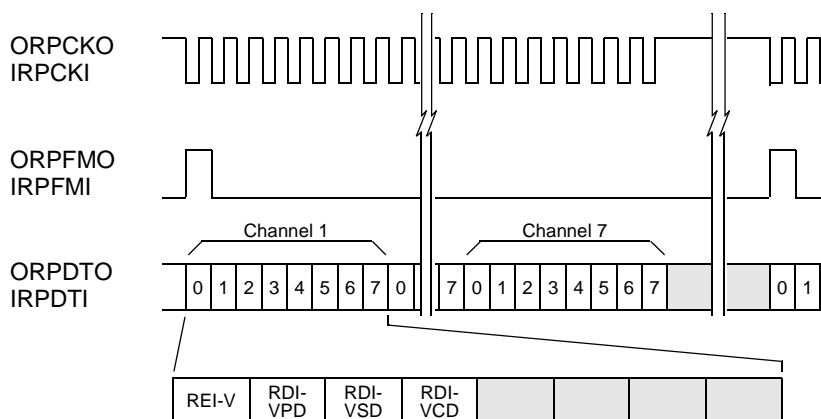 ORPCKO
IRPCKI
ORPFMO
IRPFMI
Channel 1
Channel 7
ORPDTO
IRPDTI
0 1 2 3 4 5 6 7 0 7 0 1 2 3 4 5 6 7 0 1
REI-V RDI-VPD RDI-VSD RDI-VCD